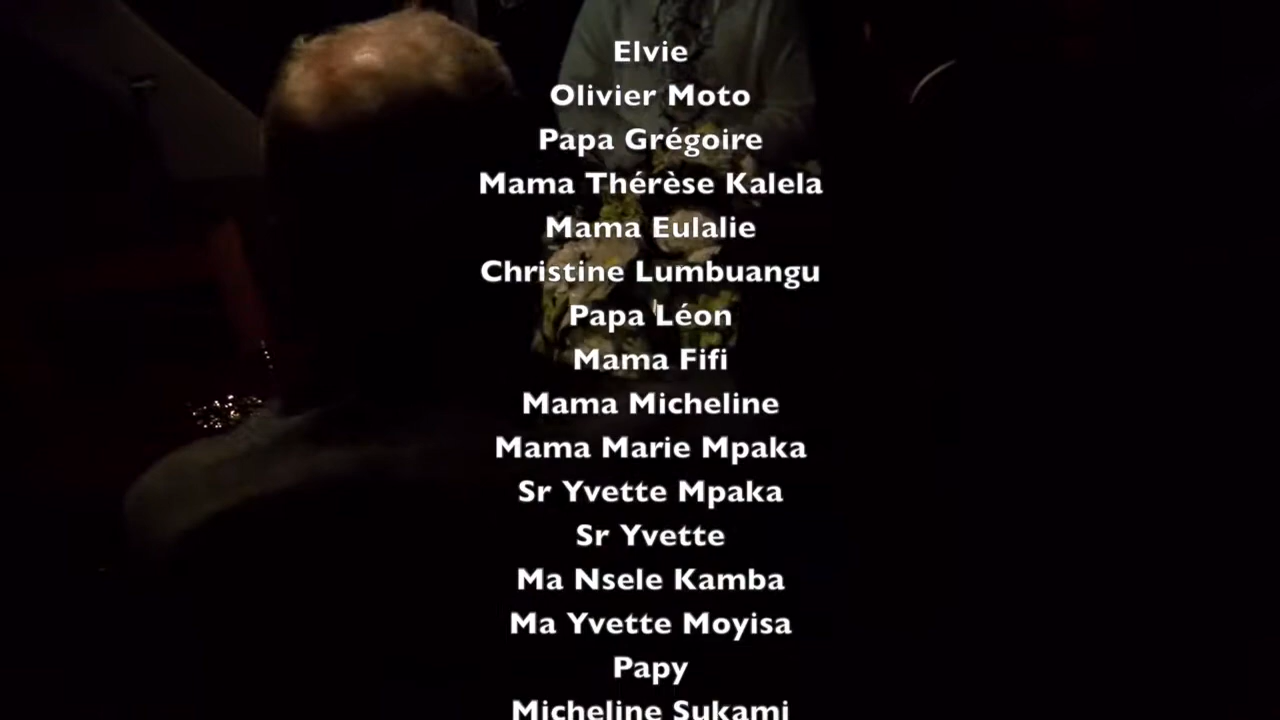 Elvie
Olivier Moto
Papa Grégoire
Mama Thérèse Kalela
Mama Eulalie
Christine Lumbuangu
Papa Léon
Mama Fifi
Mama Micheline
Mama Marie Mpaka
Sr Yvette Mpaka
Sr Yvette
Ma Nsele Kamba
Ma Yvette Moyisa
Papy
Micheline Sukami